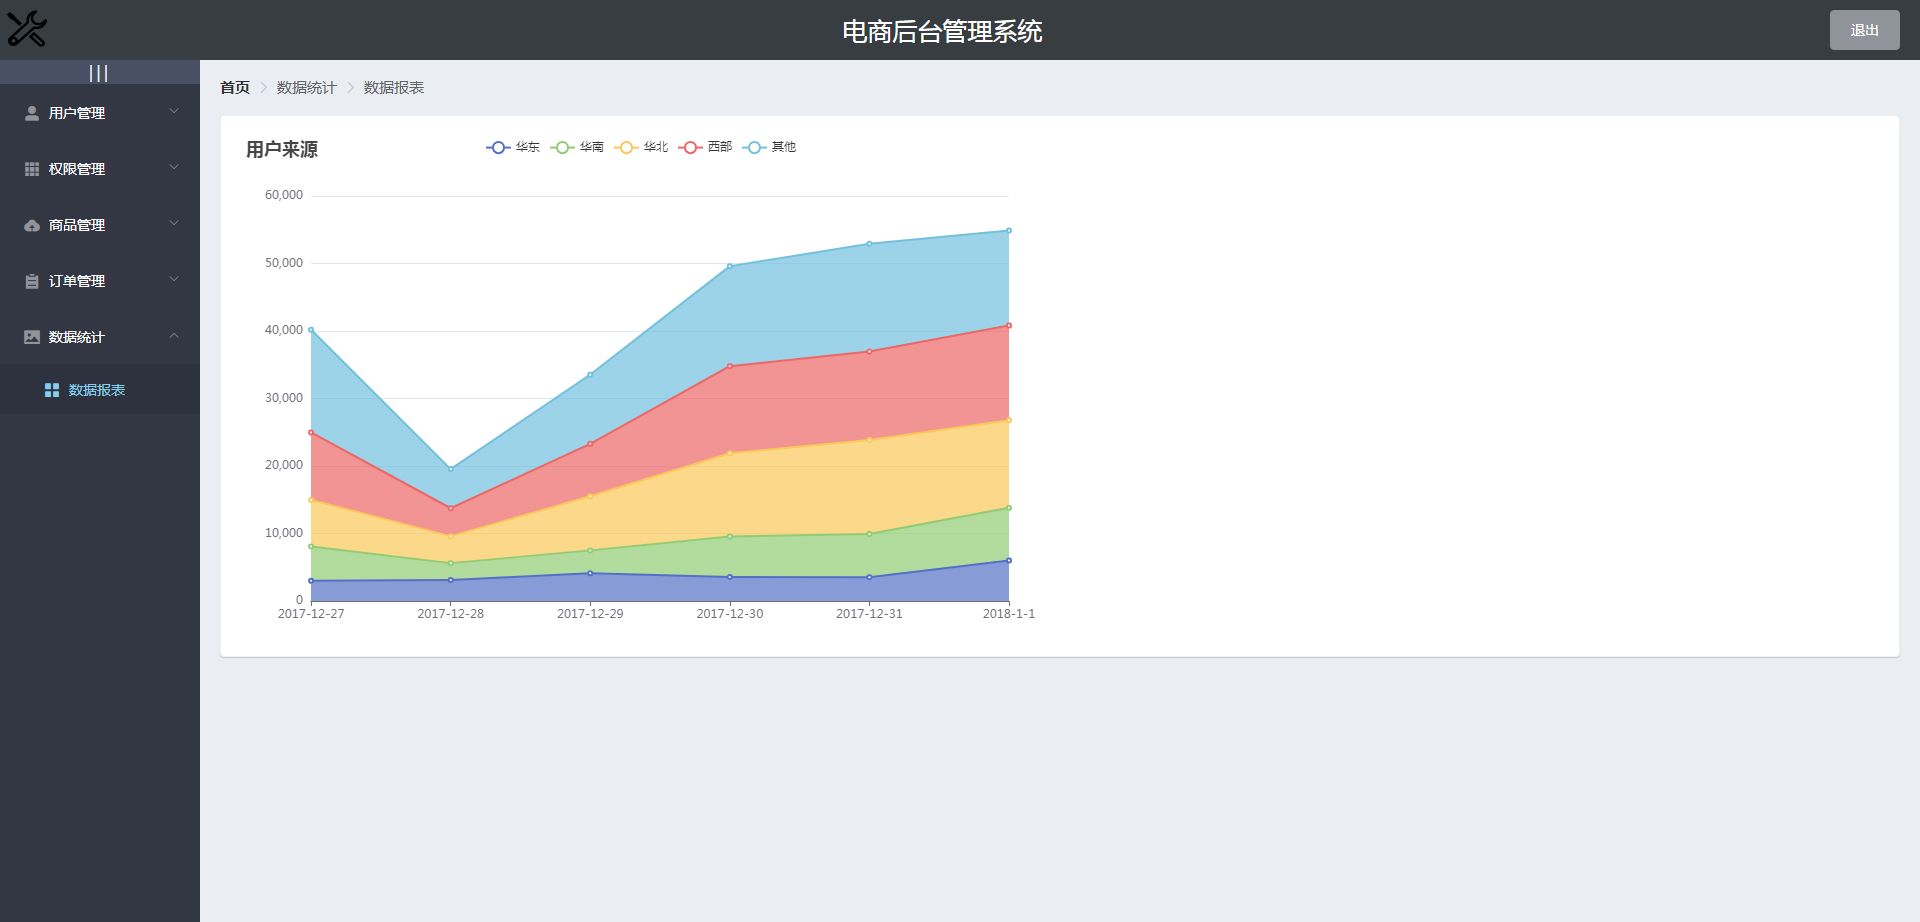 电商后台管理系统
退出
|||
用户管理
权限管理
商品管理
订单管理
数据统计
数据报表
首页 数据统计 数据报表
用户来源
华东 华南 华北 西部 其他
60,000
50,000
40,000
30,000
20,000
10,000
0
2017-12-27 2017-12-28 2017-12-29 2017-12-30 2017-12-31 2018-1-1